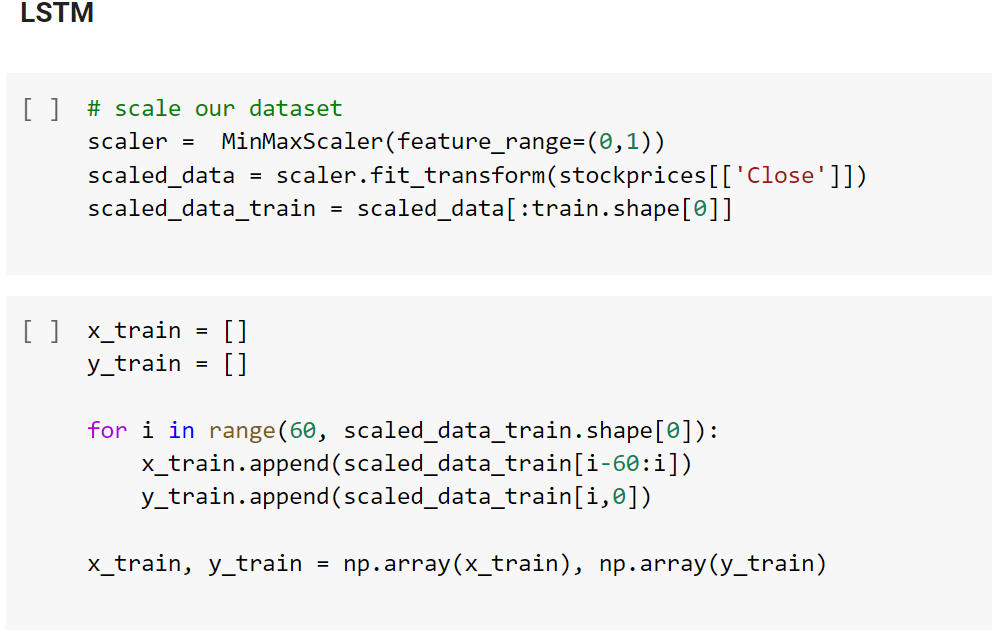 LSTM
[ ] # scale our dataset
scaler =  MinMaxScaler(feature_range=(0,1))
scaled_data = scaler.fit_transform(stockprices[['Close']])
scaled_data_train = scaled_data[:train.shape[0]]
[ ] x_train = []
y_train = []
for i in range(60, scaled_data_train.shape[0]):
    x_train.append(scaled_data_train[i-60:i])
    y_train.append(scaled_data_train[i,0])
x_train, y_train = np.array(x_train), np.array(y_train)